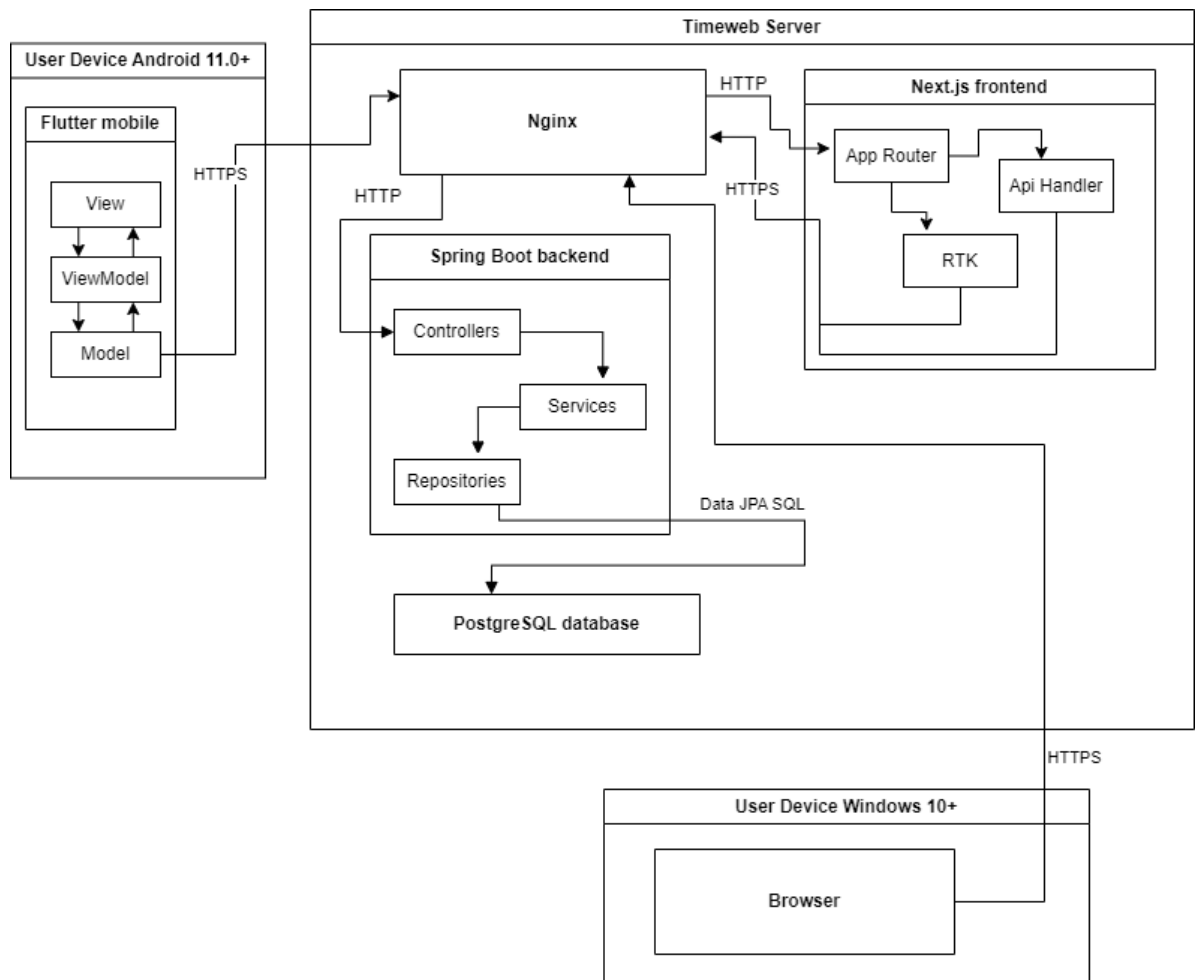 Timeweb Server
User Device Android 11.0+
Flutter mobile
View
ViewModel
Model
HTTPS
Nginx
HTTP
HTTP
HTTPS
Next.js frontend
App Router
Api Handler
RTK
Spring Boot backend
Controllers
Services
Repositories
Data JPA SQL
PostgreSQL database
HTTPS
User Device Windows 10+
Browser